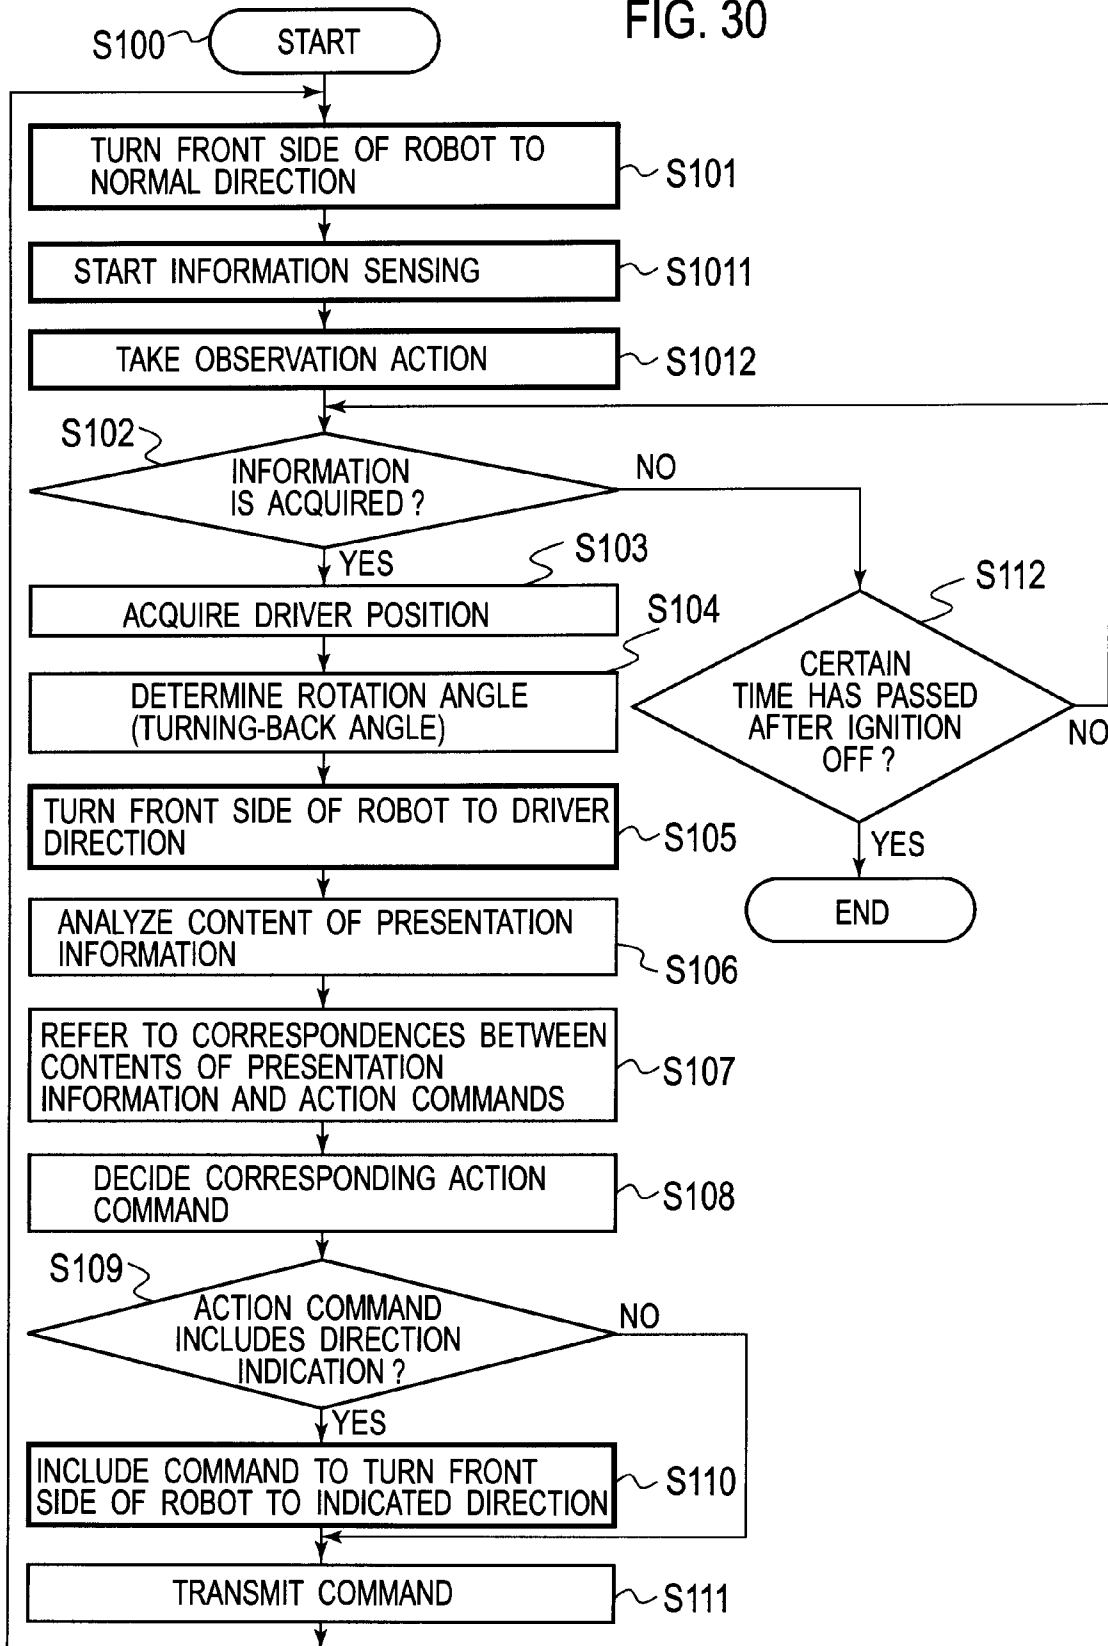 FIG. 30
S100
START
TURN FRONT SIDE OF ROBOT TO
NORMAL DIRECTION
S101
START INFORMATION SENSING
S1011
TAKE OBSERVATION ACTION
S1012
S102
INFORMATION
IS ACQUIRED ?
NO
YES
S103
ACQUIRE DRIVER POSITION
S104
DETERMINE ROTATION ANGLE
(TURNING-BACK ANGLE)
S112
CERTAIN
TIME HAS PASSED
AFTER IGNITION
OFF ?
NO
YES
END
TURN FRONT SIDE OF ROBOT TO DRIVER
DIRECTION
S105
ANALYZE CONTENT OF PRESENTATION
INFORMATION
S106
REFER TO CORRESPONDENCES BETWEEN
CONTENTS OF PRESENTATION
INFORMATION AND ACTION COMMANDS
S107
DECIDE CORRESPONDING ACTION
COMMAND
S108
S109
ACTION COMMAND
INCLUDES DIRECTION
INDICATION ?
NO
YES
INCLUDE COMMAND TO TURN FRONT
SIDE OF ROBOT TO INDICATED DIRECTION
S110
TRANSMIT COMMAND
S111